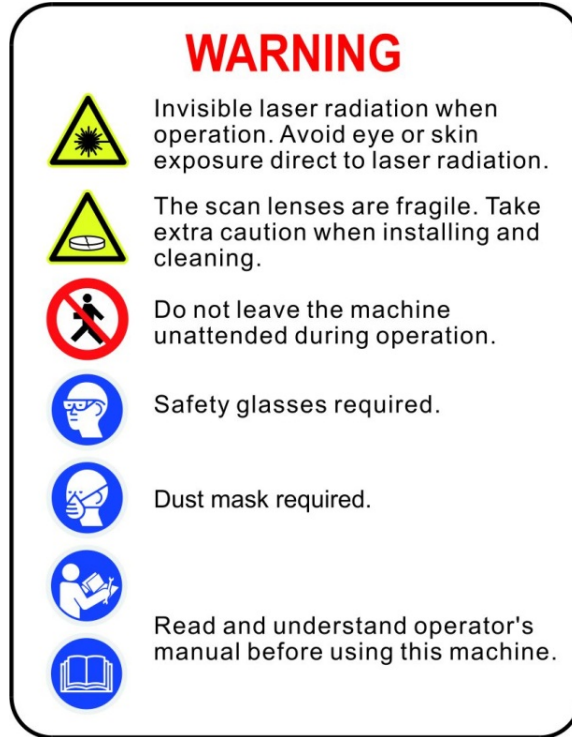 WARNING
Invisible laser radiation when
operation. Avoid eye or skin
exposure direct to laser radiation.
The scan lenses are fragile. Take
extra caution when installing and
cleaning.
Do not leave the machine
unattended during operation.
Safety glasses required.
Dust mask required.
Read and understand operator's
manual before using this machine.